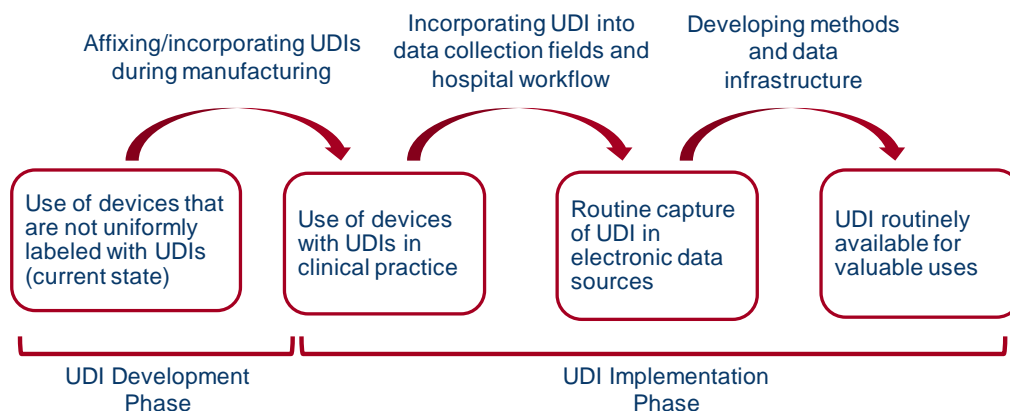 Affixing/incorporating UDIs
during manufacturing
Incorporating UDI into
data collection fields and
hospital workflow
Developing methods
and data
infrastructure
Use of devices that
are not uniformly
labeled with UDIs
(current state)
Use of devices
with UDIs in
clinical practice
Routine capture
of UDI in
electronic data
sources
UDI routinely
available for
valuable uses
UDI Development
Phase
UDI Implementation
Phase